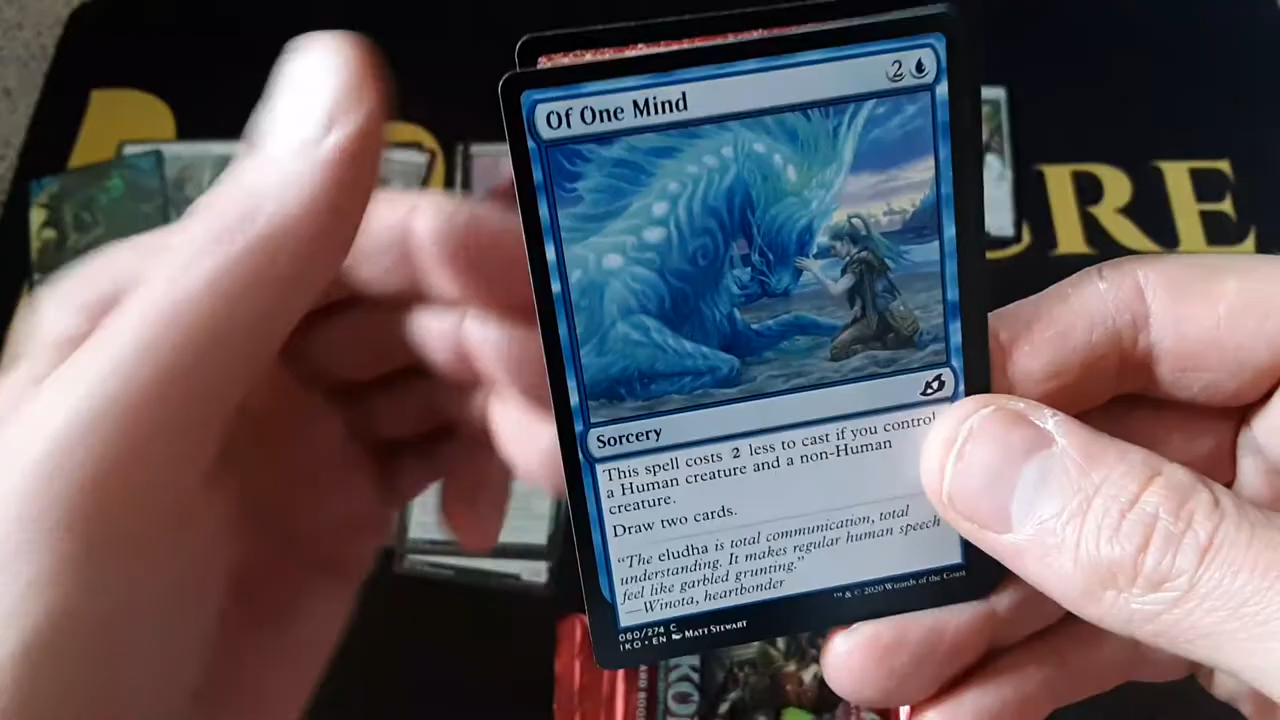 Of One Mind
2
RE
Sorcery
This spell costs 2 less to cast if you control
a Human creature and a non-Human
creature.
Draw two cards.
“The eludha is total communication, total
understanding. It makes regular human speech
feel like garbled grunting.”
—Winota, heartbonder
060/274 C
IKO • EN MATT STEWART
™ & © 2020 Wizards of the Coast